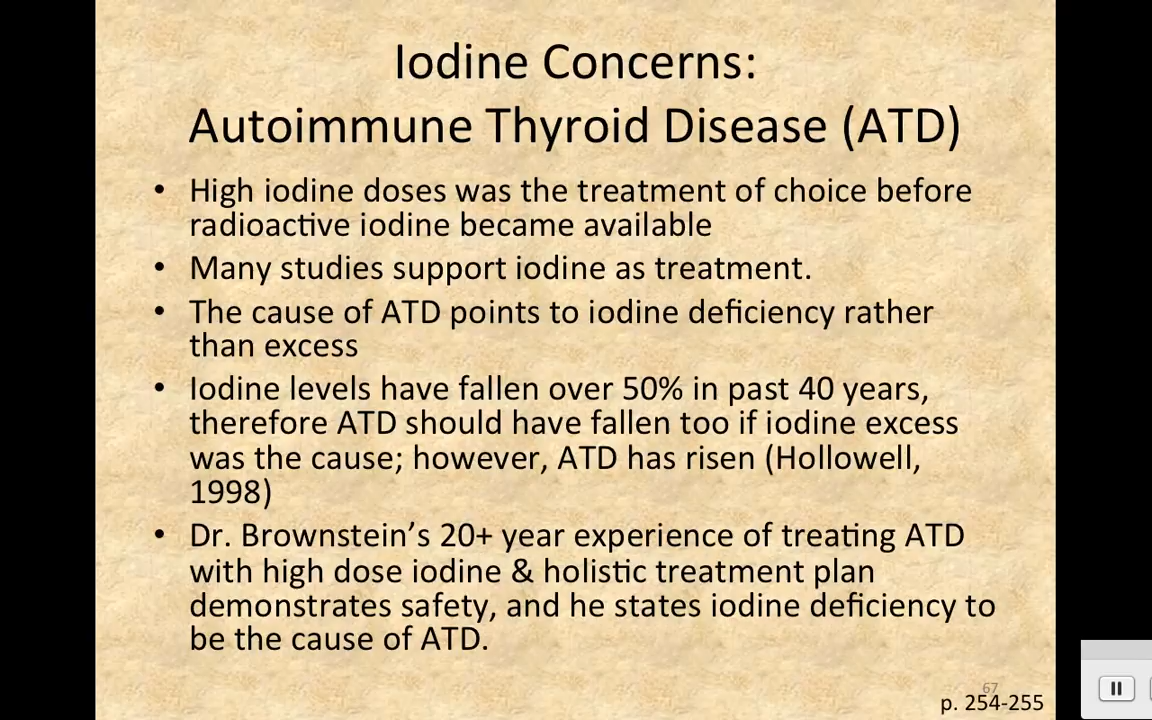 Iodine Concerns:
Autoimmune Thyroid Disease (ATD)
• High iodine doses was the treatment of choice before
radioactive iodine became available
• Many studies support iodine as treatment.
• The cause of ATD points to iodine deficiency rather
than excess
• Iodine levels have fallen over 50% in past 40 years,
therefore ATD should have fallen too if iodine excess
was the cause; however, ATD has risen (Hollowell,
1998)
• Dr. Brownstein’s 20+ year experience of treating ATD
with high dose iodine & holistic treatment plan
demonstrates safety, and he states iodine deficiency to
be the cause of ATD.
67
p. 254-255